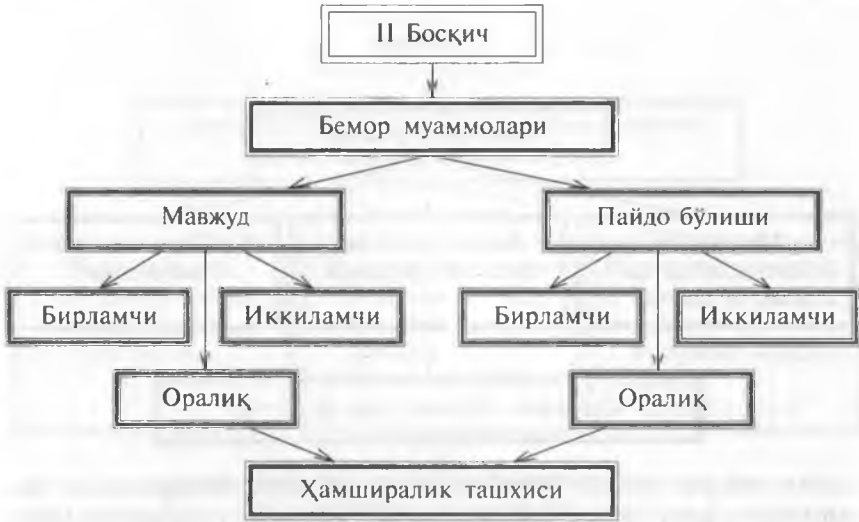 II Босқич
Бемор муаммолари
Мавжуд
Пайдо бўлиши
Бирламчи
Иккиламчи
Бирламчи
Иккиламчи
Оралиқ
Оралиқ
Ҳамширалик ташхиси